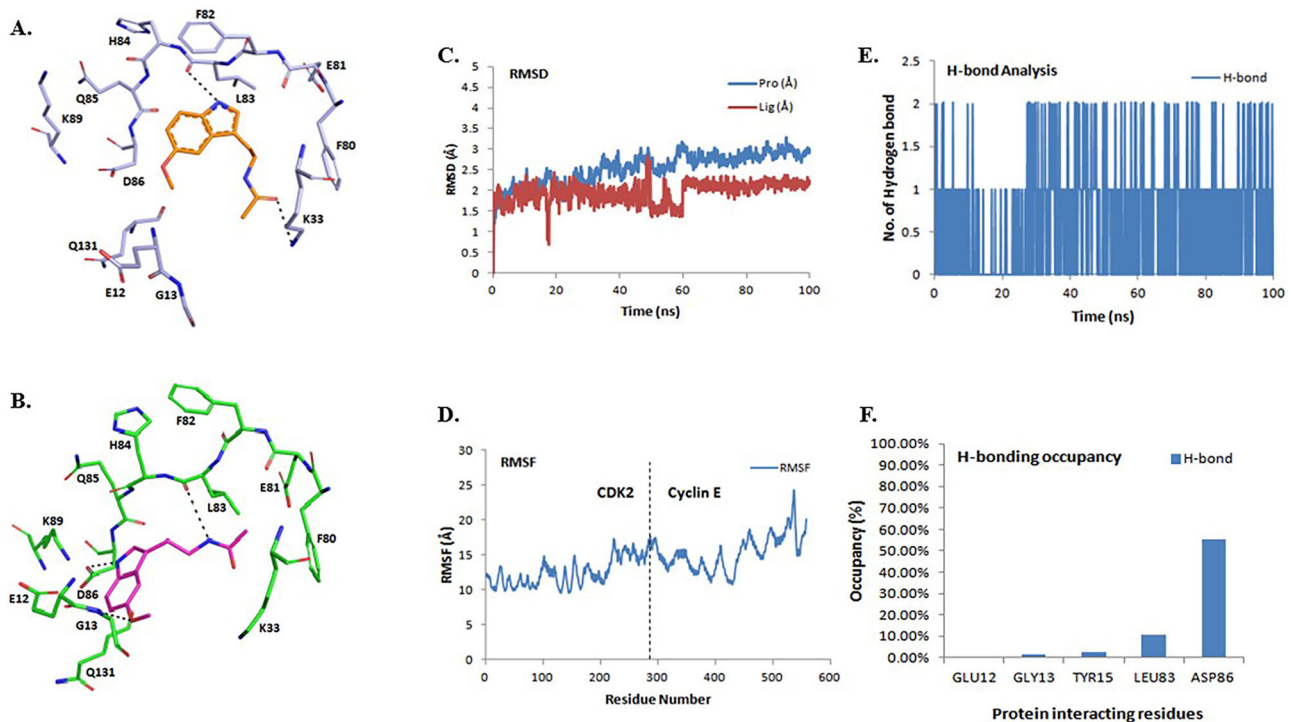 A.
F82
H84
E81
Q85
L83
K89
F80
D86
K33
Q131
E12
G13
B.
F82
H84
Q85
E81
L83
K89
F80
E12
D86
G13
K33
Q131
C.
RMSD
Pro (Å)
Lig (Å)
RMSD (Å)
5
4.5
4
3.5
3
2.5
2
1.5
1
0.5
0
0 20 40 60 80 100
Time (ns)
D.
RMSF
RMSF
CDK2 Cyclin E
RMSF (Å)
30
25
20
15
10
5
0
0 100 200 300 400 500 600
Residue Number
E.
H-bond Analysis
H-bond
No. of Hydrogen bond
2.5
2
1.5
1
0.5
0
0 20 40 60 80 100
Time (ns)
F.
H-bonding occupancy
H-bond
Occupancy (%)
100.00%
90.00%
80.00%
70.00%
60.00%
50.00%
40.00%
30.00%
20.00%
10.00%
0.00%
GLU12 GLY13 TYR15 LEU83 ASP86
Protein interacting residues